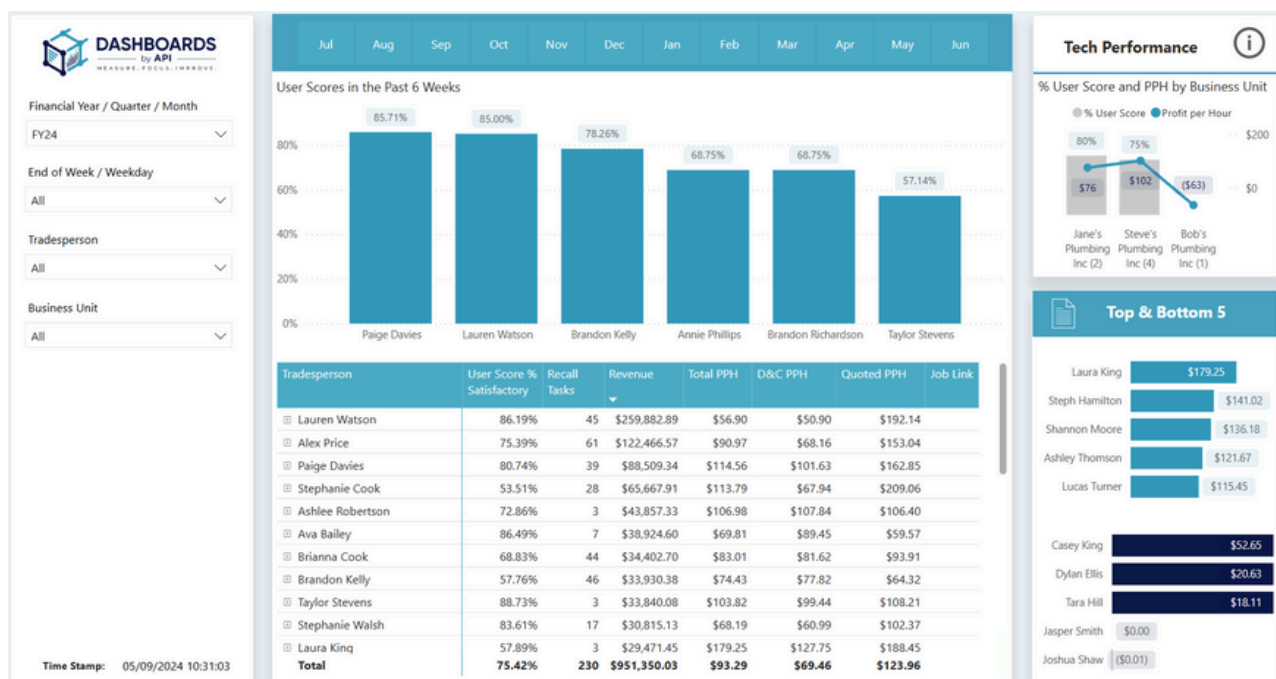 DASHBOARDS
by API
MEASURE. FOCUS. IMPROVE.
Financial Year / Quarter / Month
FY24
End of Week / Weekday
All
Tradesperson
All
Business Unit
All
Time Stamp: 05/09/2024 10:31:03
Jul Aug Sep Oct Nov Dec Jan Feb Mar Apr May Jun
User Scores in the Past 6 Weeks
85.71% 85.00% 78.26% 68.75% 68.75% 57.14%
80%
60%
40%
20%
0%
Paige Davies Lauren Watson Brandon Kelly Annie Phillips Brandon Richardson Taylor Stevens
Tradesperson User Score % Satisfactory Recall Tasks Revenue Total PPH D&C PPH Quoted PPH Job Link
Lauren Watson 86.19% 45 $259,882.89 $56.90 $50.90 $192.14
Alex Price 75.39% 61 $122,466.57 $90.97 $68.16 $153.04
Paige Davies 80.74% 39 $88,509.34 $114.56 $101.63 $162.85
Stephanie Cook 53.51% 28 $65,667.91 $113.79 $67.94 $209.06
Ashlee Robertson 72.86% 3 $43,857.33 $106.98 $107.84 $106.40
Ava Bailey 86.49% 7 $38,924.60 $69.81 $89.45 $59.57
Brianna Cook 68.83% 44 $34,402.70 $83.01 $81.62 $93.91
Brandon Kelly 57.76% 46 $33,930.38 $74.43 $77.82 $64.32
Taylor Stevens 88.73% 3 $33,840.08 $103.82 $99.44 $108.21
Stephanie Walsh 83.61% 17 $30,815.13 $68.19 $60.99 $102.37
Laura King 57.89% 3 $29,471.45 $179.25 $127.75 $188.45
Total 75.42% 230 $951,350.03 $93.29 $69.46 $123.96
Tech Performance
% User Score and PPH by Business Unit
% User Score Profit per Hour
80% 75%
$200
$76 $102 ($63)
$0
Jane's Plumbing Inc (2)
Steve's Plumbing Inc (4)
Bob's Plumbing Inc (1)
Top & Bottom 5
Laura King $179.25
Steph Hamilton $141.02
Shannon Moore $136.18
Ashley Thomson $121.67
Lucas Turner $115.45
Casey King $52.65
Dylan Ellis $20.63
Tara Hill $18.11
Jasper Smith $0.00
Joshua Shaw ($0.01)